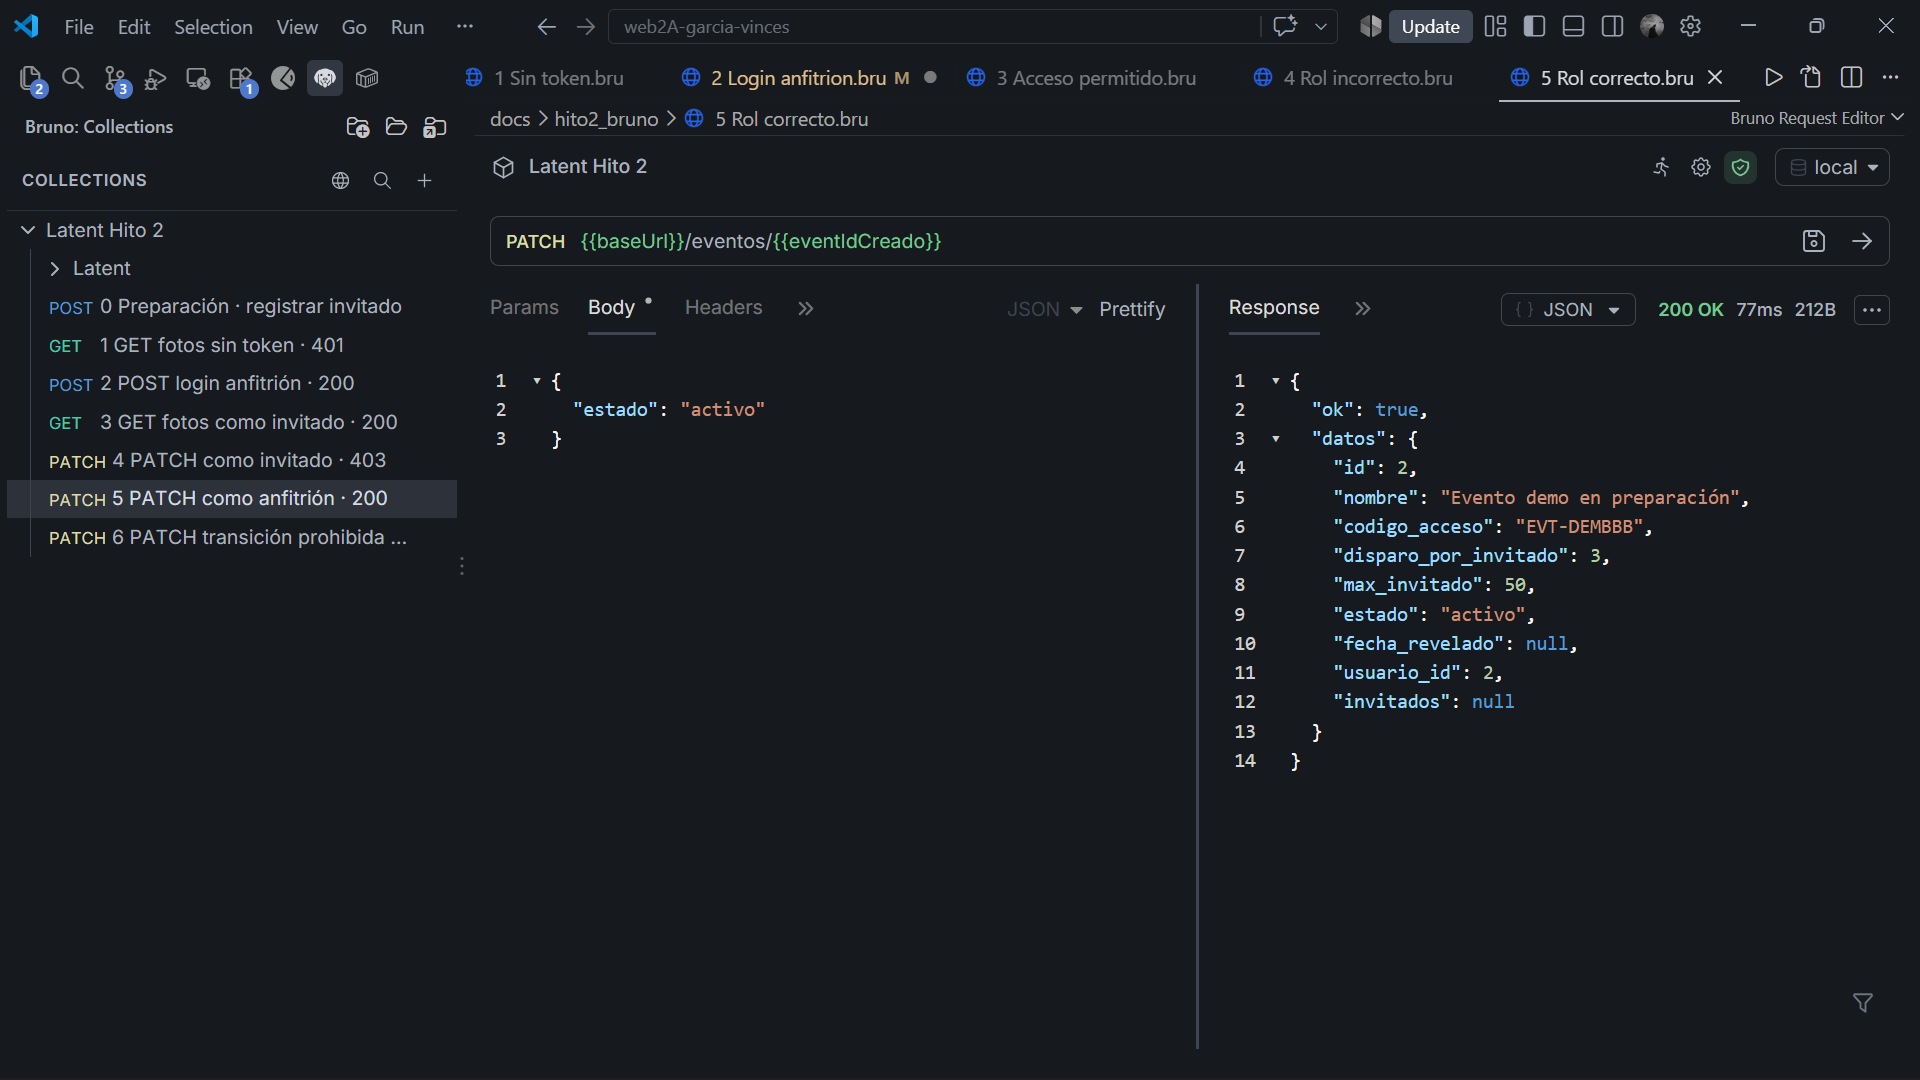 File Edit Selection View Go Run ···
web2A-garcia-vinces
Update
2 3 1
1 Sin token.bru
2 Login anfitrion.bru M
3 Acceso permitido.bru
4 Rol incorrecto.bru
5 Rol correcto.bru
Bruno: Collections
docs > hito2_bruno > 5 Rol correcto.bru
Bruno Request Editor
COLLECTIONS
Latent Hito 2
local
Latent Hito 2
Latent
POST 0 Preparación · registrar invitado
GET 1 GET fotos sin token · 401
POST 2 POST login anfitrión · 200
GET 3 GET fotos como invitado · 200
PATCH 4 PATCH como invitado · 403
PATCH 5 PATCH como anfitrión · 200
PATCH 6 PATCH transición prohibida ...
PATCH {{baseUrl}}/eventos/{{eventIdCreado}}
Params Body Headers
JSON Prettify
1 {
2 "estado": "activo"
3 }
Response
{ } JSON
200 OK 77ms 212B
1 {
2 "ok": true,
3 "datos": {
4 "id": 2,
5 "nombre": "Evento demo en preparación",
6 "codigo_acceso": "EVT-DEMBBB",
7 "disparo_por_invitado": 3,
8 "max_invitado": 50,
9 "estado": "activo",
10 "fecha_revelado": null,
11 "usuario_id": 2,
12 "invitados": null
13 }
14 }